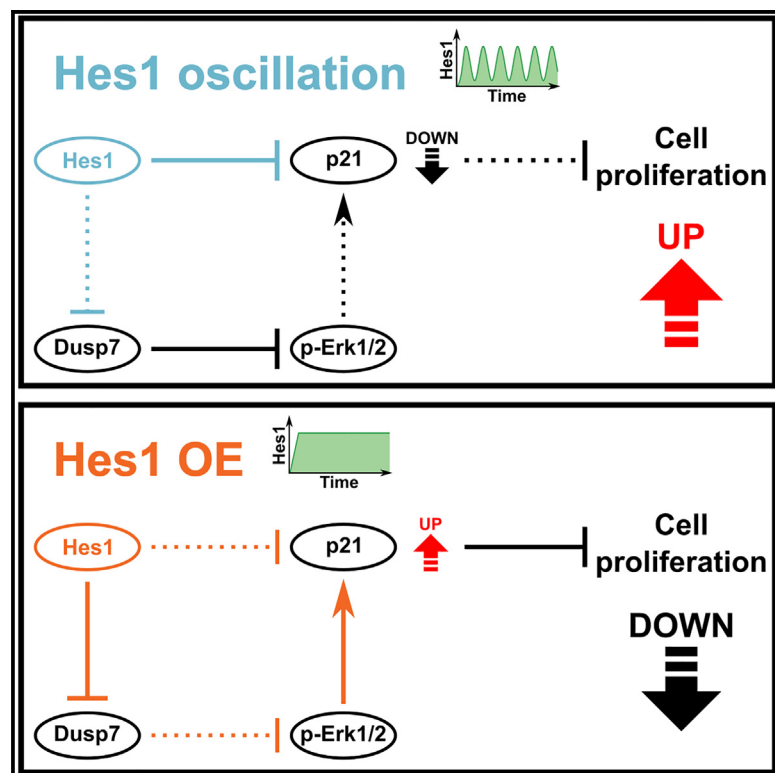 Hes1 oscillation
Hes1
Time
Hes1
p21
DOWN
Cell
proliferation
UP
Dusp7
p-Erk1/2
Hes1 OE
Hes1
Time
Hes1
p21
UP
Cell
proliferation
DOWN
Dusp7
p-Erk1/2